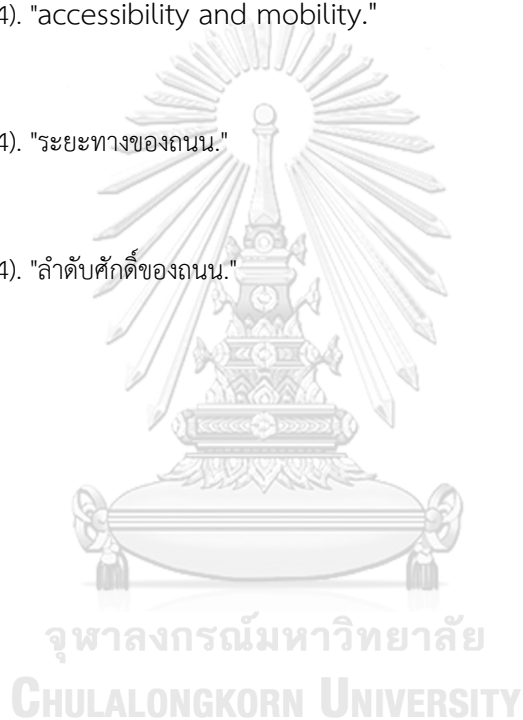 4). "accessibility and mobility."
4). "ระยะทางของถนน."
4). "ลำดับศักดิ์ของถนน."
จุฬาลงกรณ์มหาวิทยาลัย
CHULALONGKORN UNIVERSITY